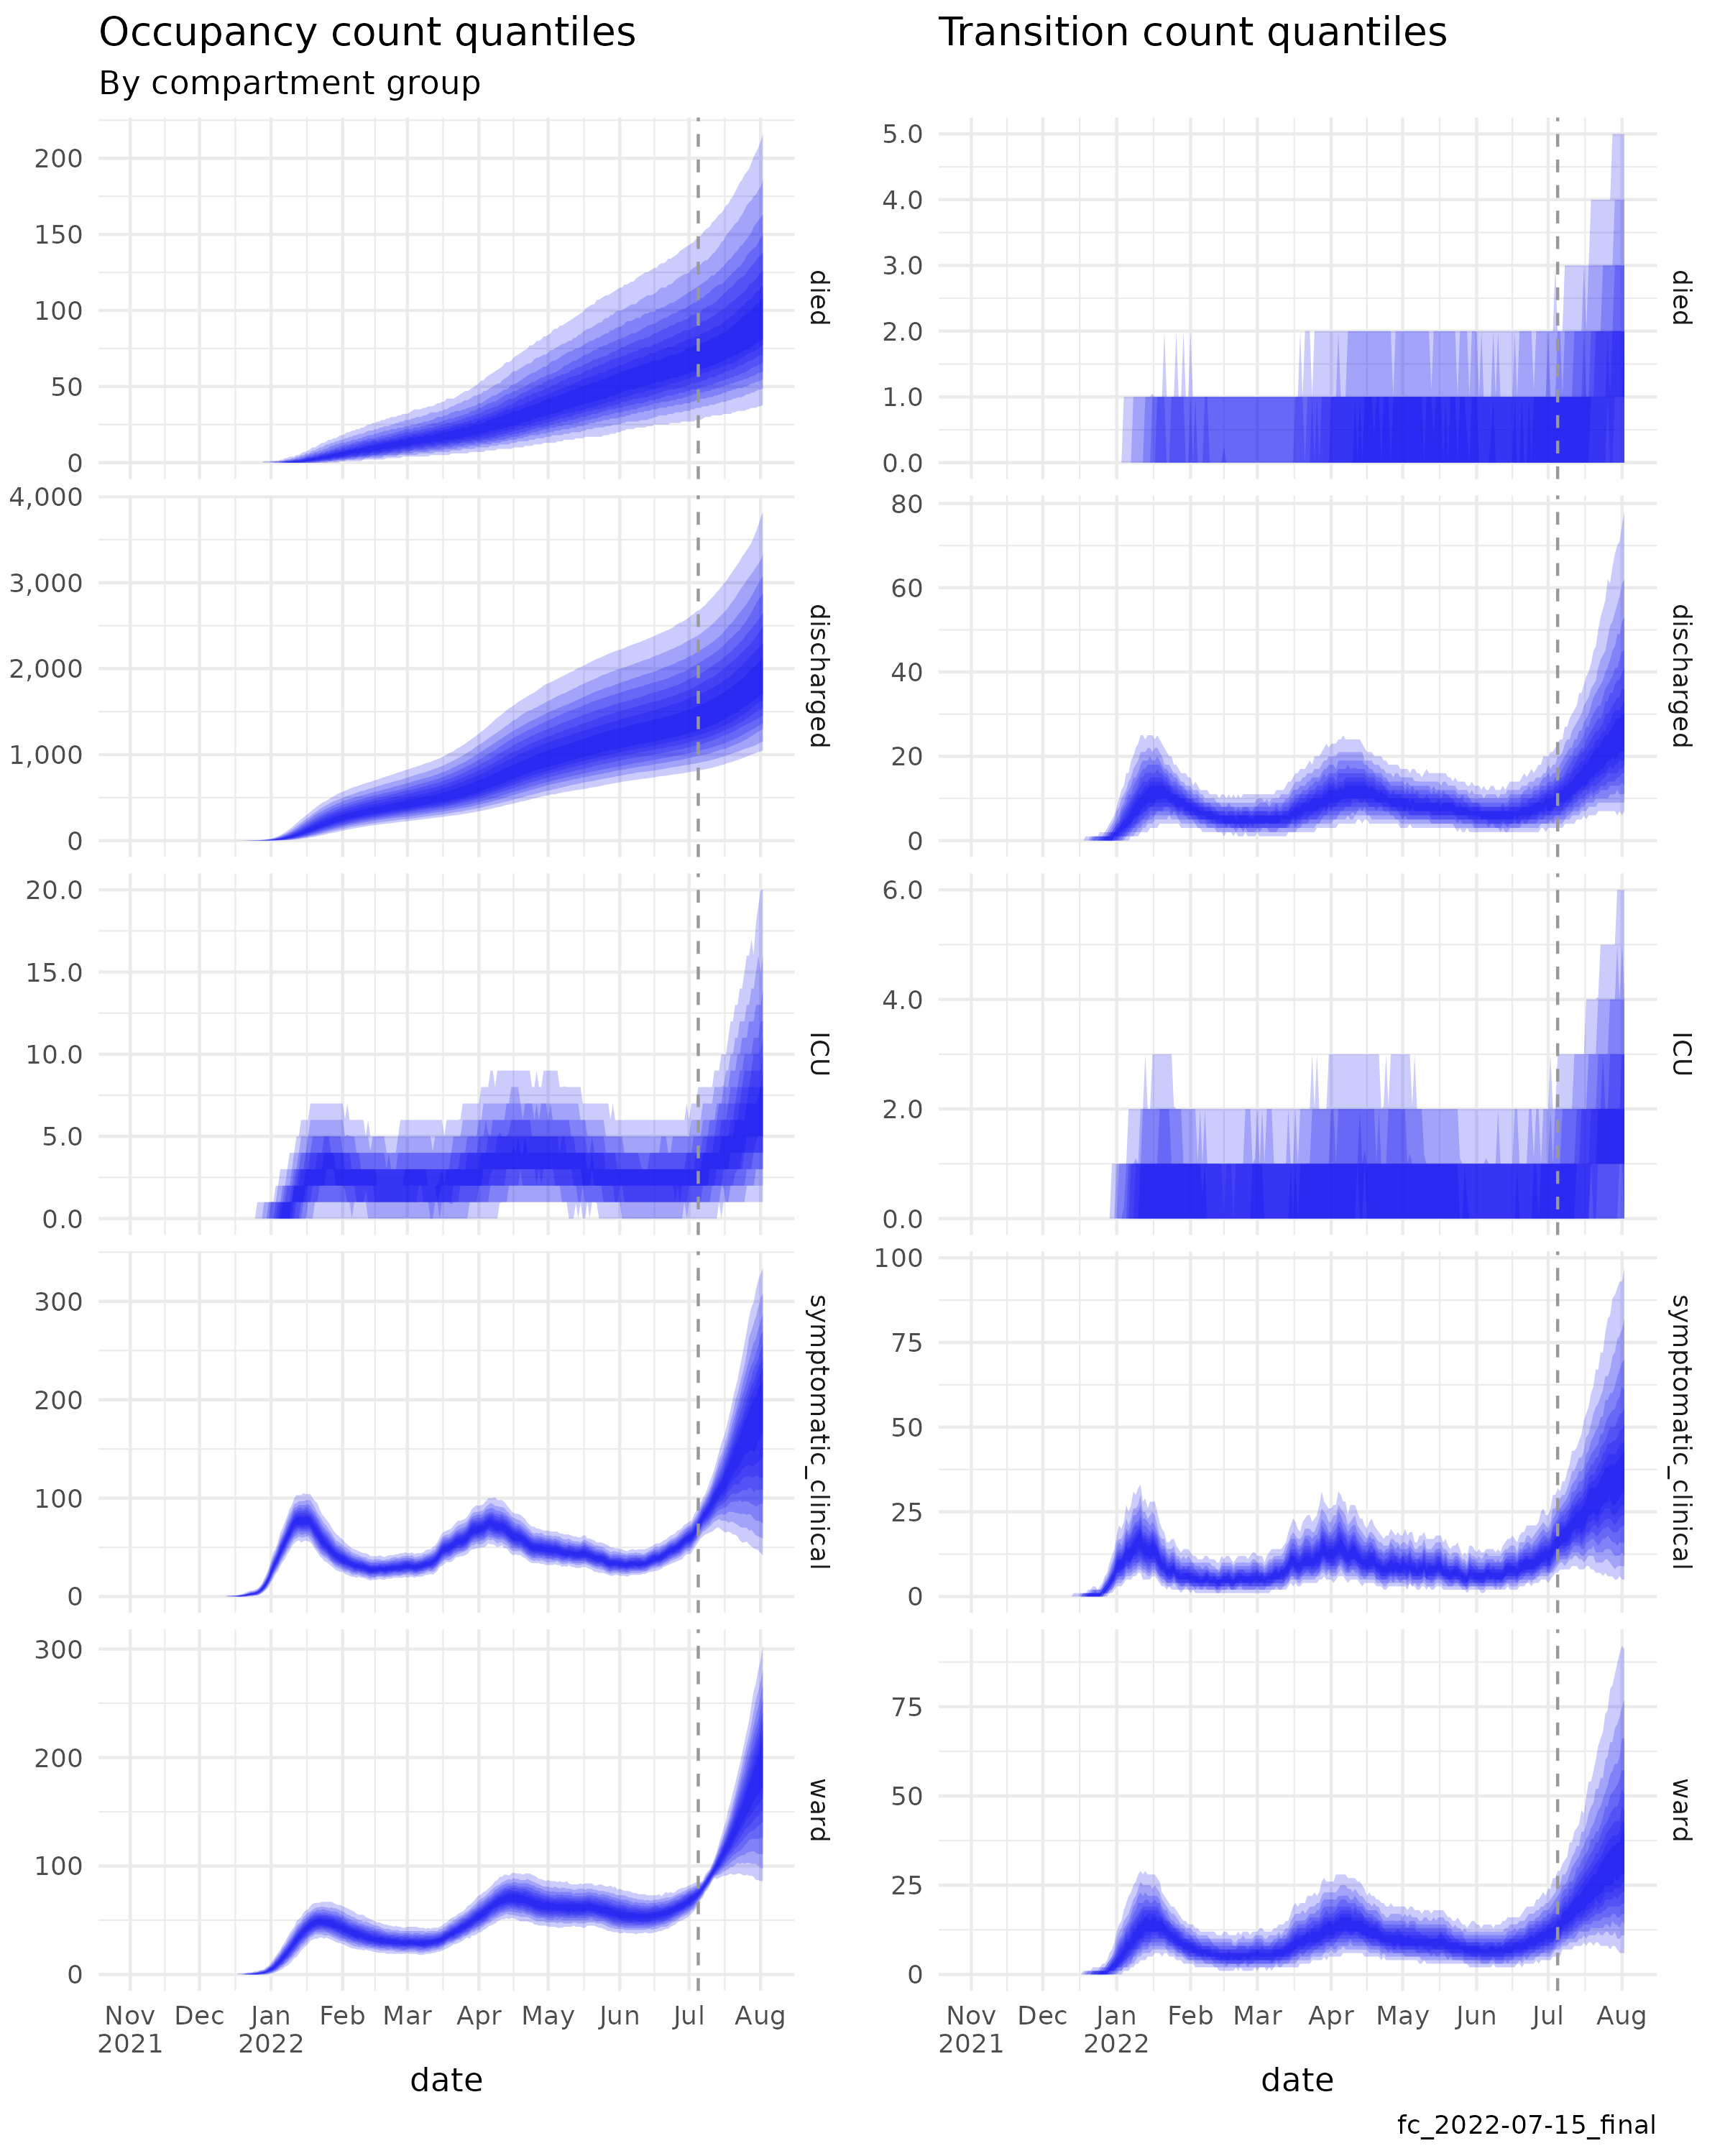 Occupancy count quantiles
By compartment group
200
150
100
50
0
died
4,000
3,000
2,000
1,000
0
discharged
20.0
15.0
10.0
5.0
0.0
ICU
300
200
100
0
symptomatic_clinical
300
200
100
0
ward
Nov Dec Jan Feb Mar Apr May Jun Jul Aug
2021 2022
date
Transition count quantiles
5.0
4.0
3.0
2.0
1.0
0.0
died
80
60
40
20
0
discharged
6.0
4.0
2.0
0.0
ICU
100
75
50
25
0
symptomatic_clinical
75
50
25
0
ward
Nov Dec Jan Feb Mar Apr May Jun Jul Aug
2021 2022
date
fc_2022-07-15_final